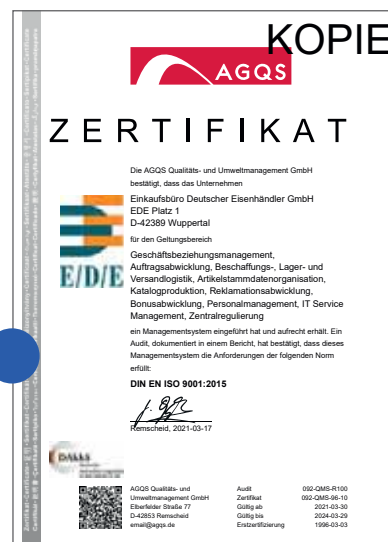 KOPIE
AGQS
ZERTIFIKAT
Die AGQS Qualitäts- und Umweltmanagement GmbH
bestätigt, dass das Unternehmen
Einkaufsbüro Deutscher Eisenhändler GmbH
EDE Platz 1
D-42389 Wuppertal
für den Geltungsbereich
Geschäftsbeziehungsmanagement,
Auftragsabwicklung, Beschaffungs-, Lager- und
Versandlogistik, Artikelstammdatenorganisation,
Katalogproduktion, Reklamationsabwicklung,
Bonusabwicklung, Personalmanagement, IT Service
Management, Zentralregulierung
E/D/E
ein Managementsystem eingeführt hat und aufrecht erhält. Ein
Audit, dokumentiert in einem Bericht, hat bestätigt, dass dieses
Managementsystem die Anforderungen der folgenden Norm
erfüllt:
DIN EN ISO 9001:2015
Remscheid, 2021-03-17
DAkkS
AGQS Qualitäts- und
Umweltmanagement GmbH
Elberfelder Straße 77
D-42853 Remscheid
email@agqs.de
Audit 092-QMS-R100
Zertifikat 092-QMS-96-10
Gültig ab 2021-03-30
Gültig bis 2024-03-29
Erstzertifizierung 1996-03-03